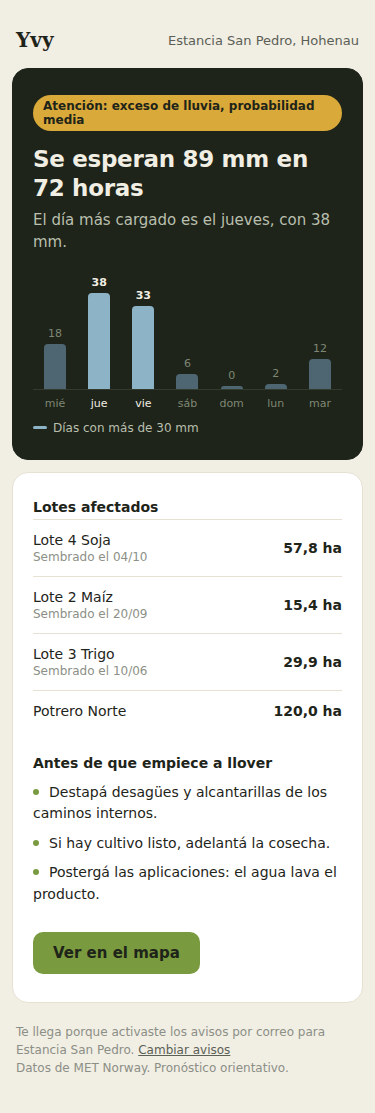 Yvy
Estancia San Pedro, Hohenau
Atención: exceso de lluvia, probabilidad
media
Se esperan 89 mm en
72 horas
El día más cargado es el jueves, con 38
mm.
18
38
33
6
0
2
12
mié
jue
vie
sáb
dom
lun
mar
Días con más de 30 mm
Lotes afectados
Lote 4 Soja
Sembrado el 04/10
57,8 ha
Lote 2 Maíz
Sembrado el 20/09
15,4 ha
Lote 3 Trigo
Sembrado el 10/06
29,9 ha
Potrero Norte
120,0 ha
Antes de que empiece a llover
Destapá desagües y alcantarillas de los
caminos internos.
Si hay cultivo listo, adelantá la cosecha.
Postergá las aplicaciones: el agua lava el
producto.
Ver en el mapa
Te llega porque activaste los avisos por correo para
Estancia San Pedro. Cambiar avisos
Datos de MET Norway. Pronóstico orientativo.